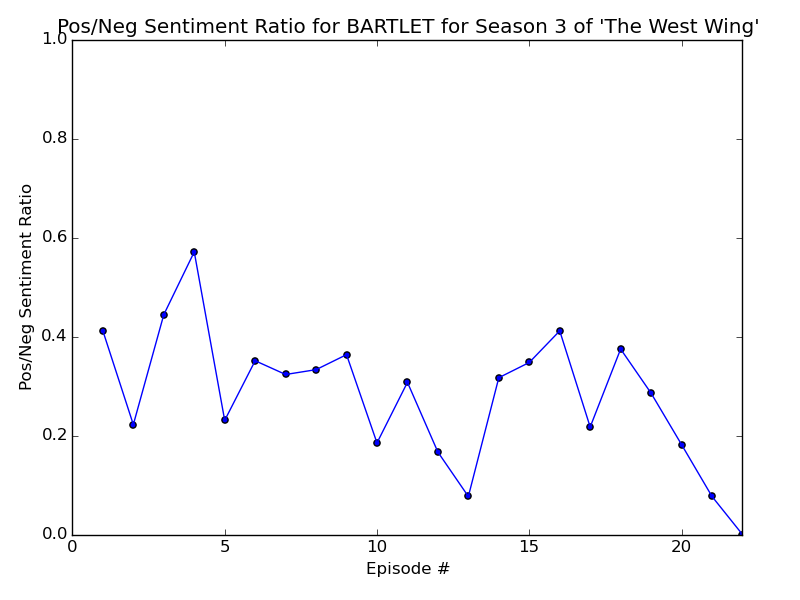 Pos/Neg Sentiment Ratio for BARTLET for Season 3 of 'The West Wing'
1.0
0.8
0.6
0.4
0.2
0.0
Pos/Neg Sentiment Ratio
0 5 10 15 20
Episode #